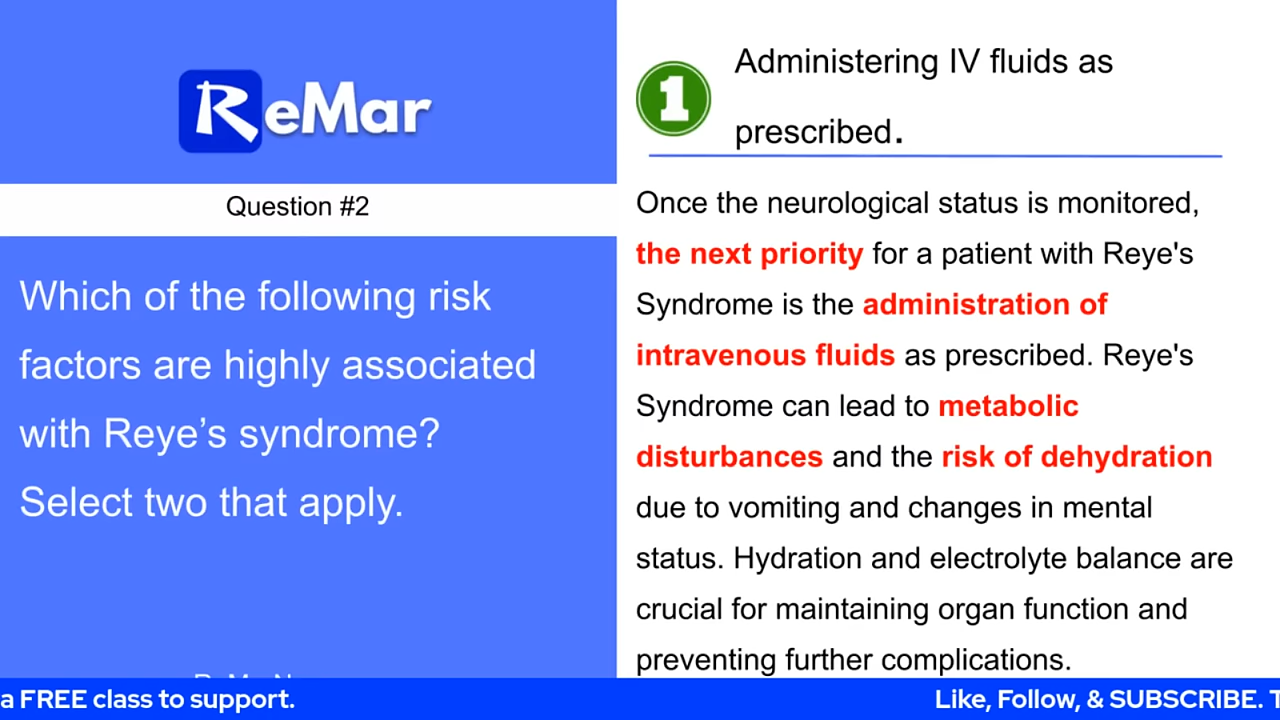 ReMar
Question #2
Which of the following risk
factors are highly associated
with Reye’s syndrome?
Select two that apply.
1
Administering IV fluids as
prescribed.
Once the neurological status is monitored,
the next priority for a patient with Reye's
Syndrome is the administration of
intravenous fluids as prescribed. Reye's
Syndrome can lead to metabolic
disturbances and the risk of dehydration
due to vomiting and changes in mental
status. Hydration and electrolyte balance are
crucial for maintaining organ function and
preventing further complications.
a FREE class to support.
Like, Follow, & SUBSCRIBE. T